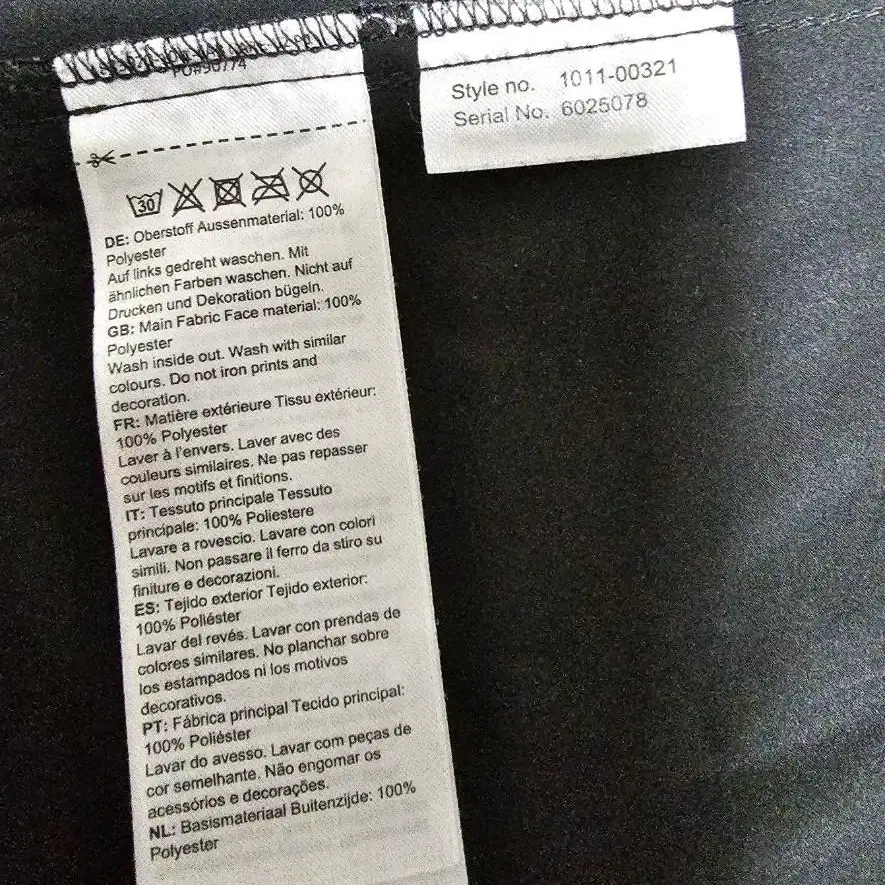 PO#90774
Style no. 1011-00321
Serial No. 6025078
30
DE: Oberstoff Aussenmaterial: 100%
Polyester
Auf links gedreht waschen. Mit
ähnlichen Farben waschen. Nicht auf
Drucken und Dekoration bügeln.
GB: Main Fabric Face material: 100%
Polyester
Wash inside out. Wash with similar
colours. Do not iron prints and
decoration.
FR: Matière extérieure Tissu extérieur:
100% Polyester
Laver à l'envers. Laver avec des
couleurs similaires. Ne pas repasser
sur les motifs et finitions.
IT: Tessuto principale Tessuto
principale: 100% Poliestere
Lavare a rovescio. Lavare con colori
simili. Non passare il ferro da stiro su
finiture e decorazioni.
ES: Tejido exterior Tejido exterior:
100% Poliéster
Lavar del revés. Lavar con prendas de
colores similares. No planchar sobre
los estampados ni los motivos
decorativos.
PT: Fábrica principal Tecido principal:
100% Poliéster
Lavar do avesso. Lavar com peças de
cor semelhante. Não engomar os
acessórios e decorações.
NL: Basismateriaal Buitenzijde: 100%
Polyester